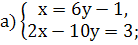 а) { x = 6y − 1,
2x − 10y = 3;